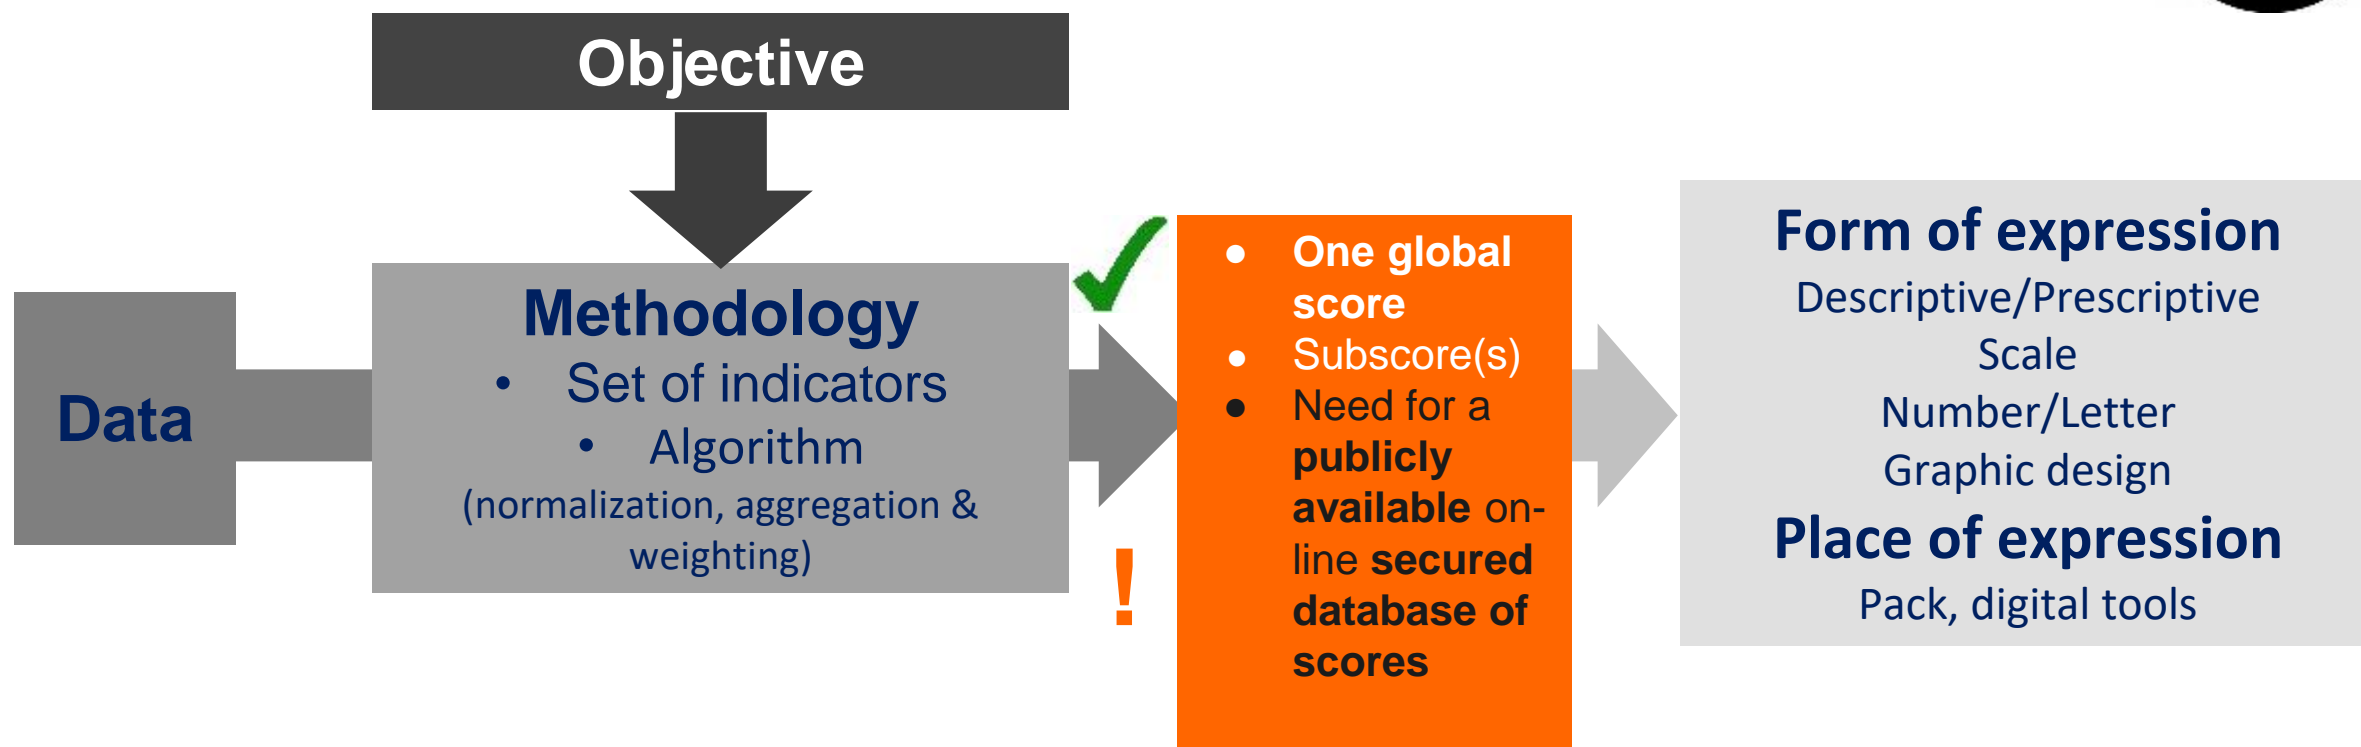 Objective
Data
Methodology
• Set of indicators
• Algorithm
(normalization, aggregation &
weighting)
!
● One global
score
● Subscore(s)
● Need for a
publicly
available on-
line secured
database of
scores
Form of expression
Descriptive/Prescriptive
Scale
Number/Letter
Graphic design
Place of expression
Pack, digital tools